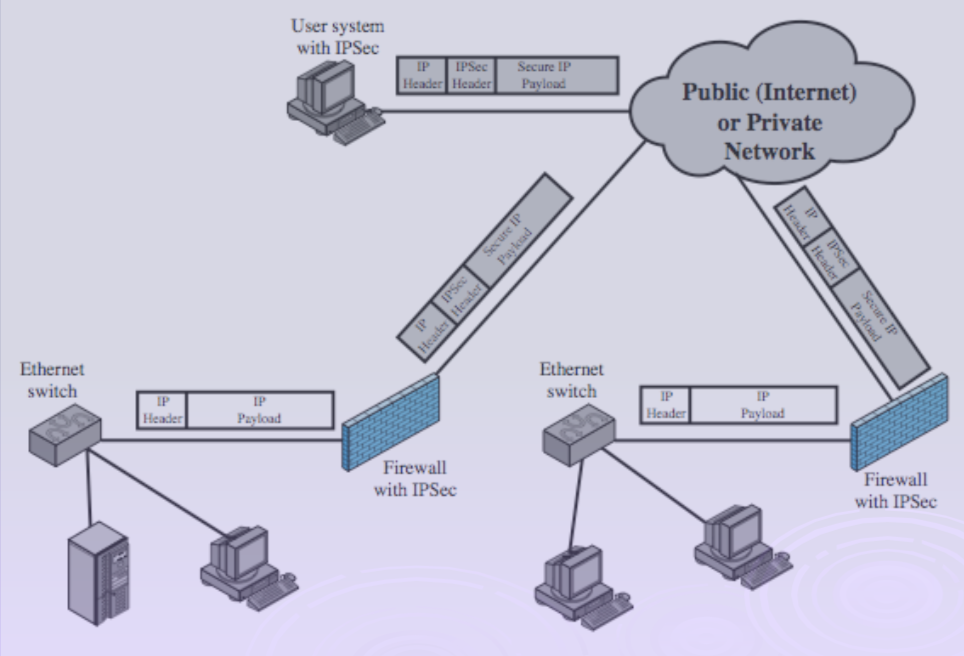 User system
with IPSec
IP
Header
IPSec
Header
Secure IP
Payload
Public (Internet)
or Private
Network
IP
Header
IPSec
Header
Secure IP
Payload
IP
Header
IPSec
Header
Secure IP
Payload
Ethernet
switch
IP
Header
IP
Payload
Firewall
with IPSec
Ethernet
switch
IP
Header
IP
Payload
Firewall
with IPSec